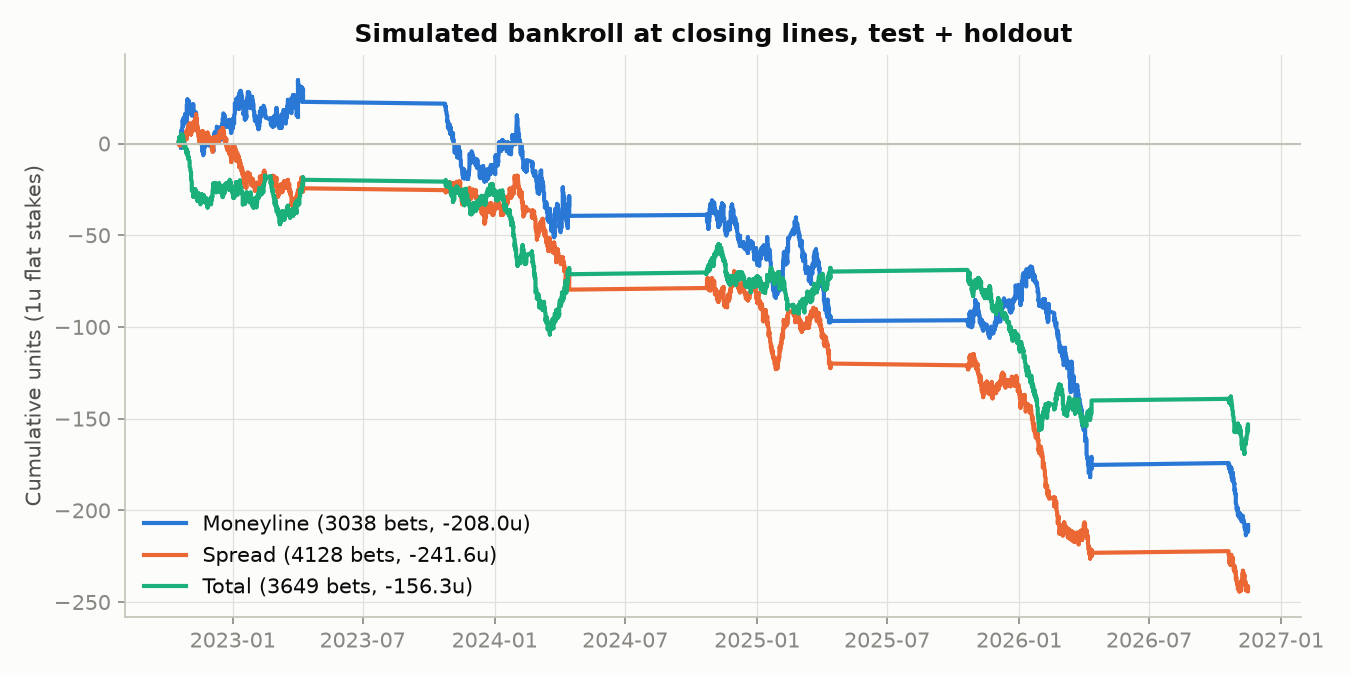 Simulated bankroll at closing lines, test + holdout
Cumulative units (1u flat stakes)
0
−50
−100
−150
−200
−250
Moneyline (3038 bets, -208.0u)
Spread (4128 bets, -241.6u)
Total (3649 bets, -156.3u)
2023-01 2023-07 2024-01 2024-07 2025-01 2025-07 2026-01 2026-07 2027-01